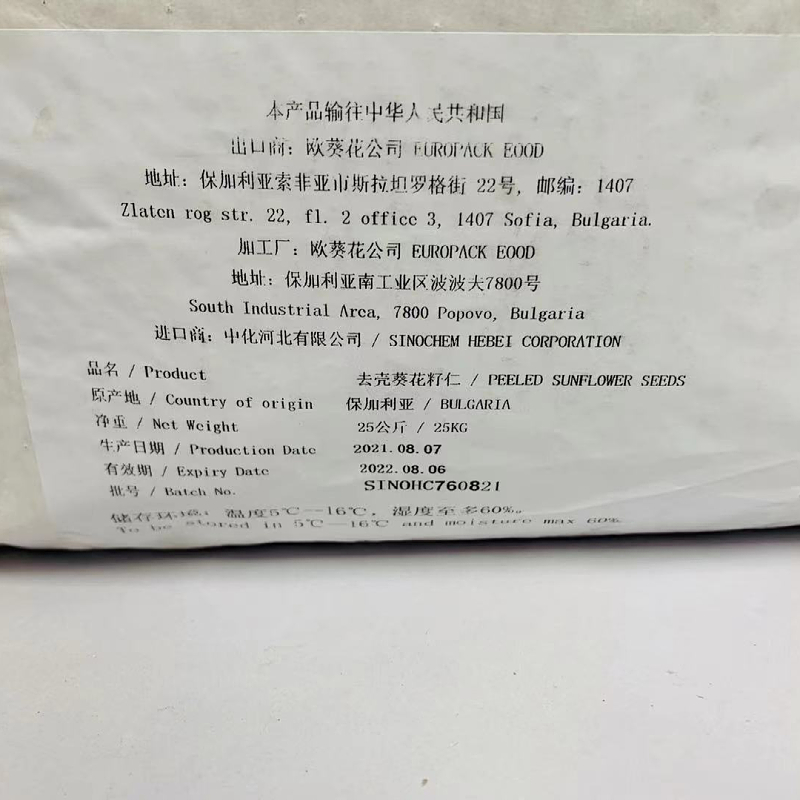 本产品输往中华人民共和国
出口商：欧葵花公司 EUROPACK EOOD
地址：保加利亚索非亚市斯拉坦罗格街 22号，邮编：1407
Zlaten rog str. 22, fl. 2 office 3, 1407 Sofia, Bulgaria.
加工厂：欧葵花公司 EUROPACK EOOD
地址：保加利亚南工业区波波夫7800号
South Industrial Area, 7800 Popovo, Bulgaria
进口商：中化河北有限公司 / SINOCHEM HEBEI CORPORATION
品名 / Product 去壳葵花籽仁 / PEELED SUNFLOWER SEEDS
原产地 / Country of origin 保加利亚 / BULGARIA
净重 / Net Weight 25公斤 / 25KG
生产日期 / Production Date 2021.08.07
有效期 / Expiry Date 2022.08.06
批号 / Batch No. SINOHC760821
储存环境：温度5℃--16℃，湿度至多60%。
To be stored in 5℃--16℃ and moisture max 60%